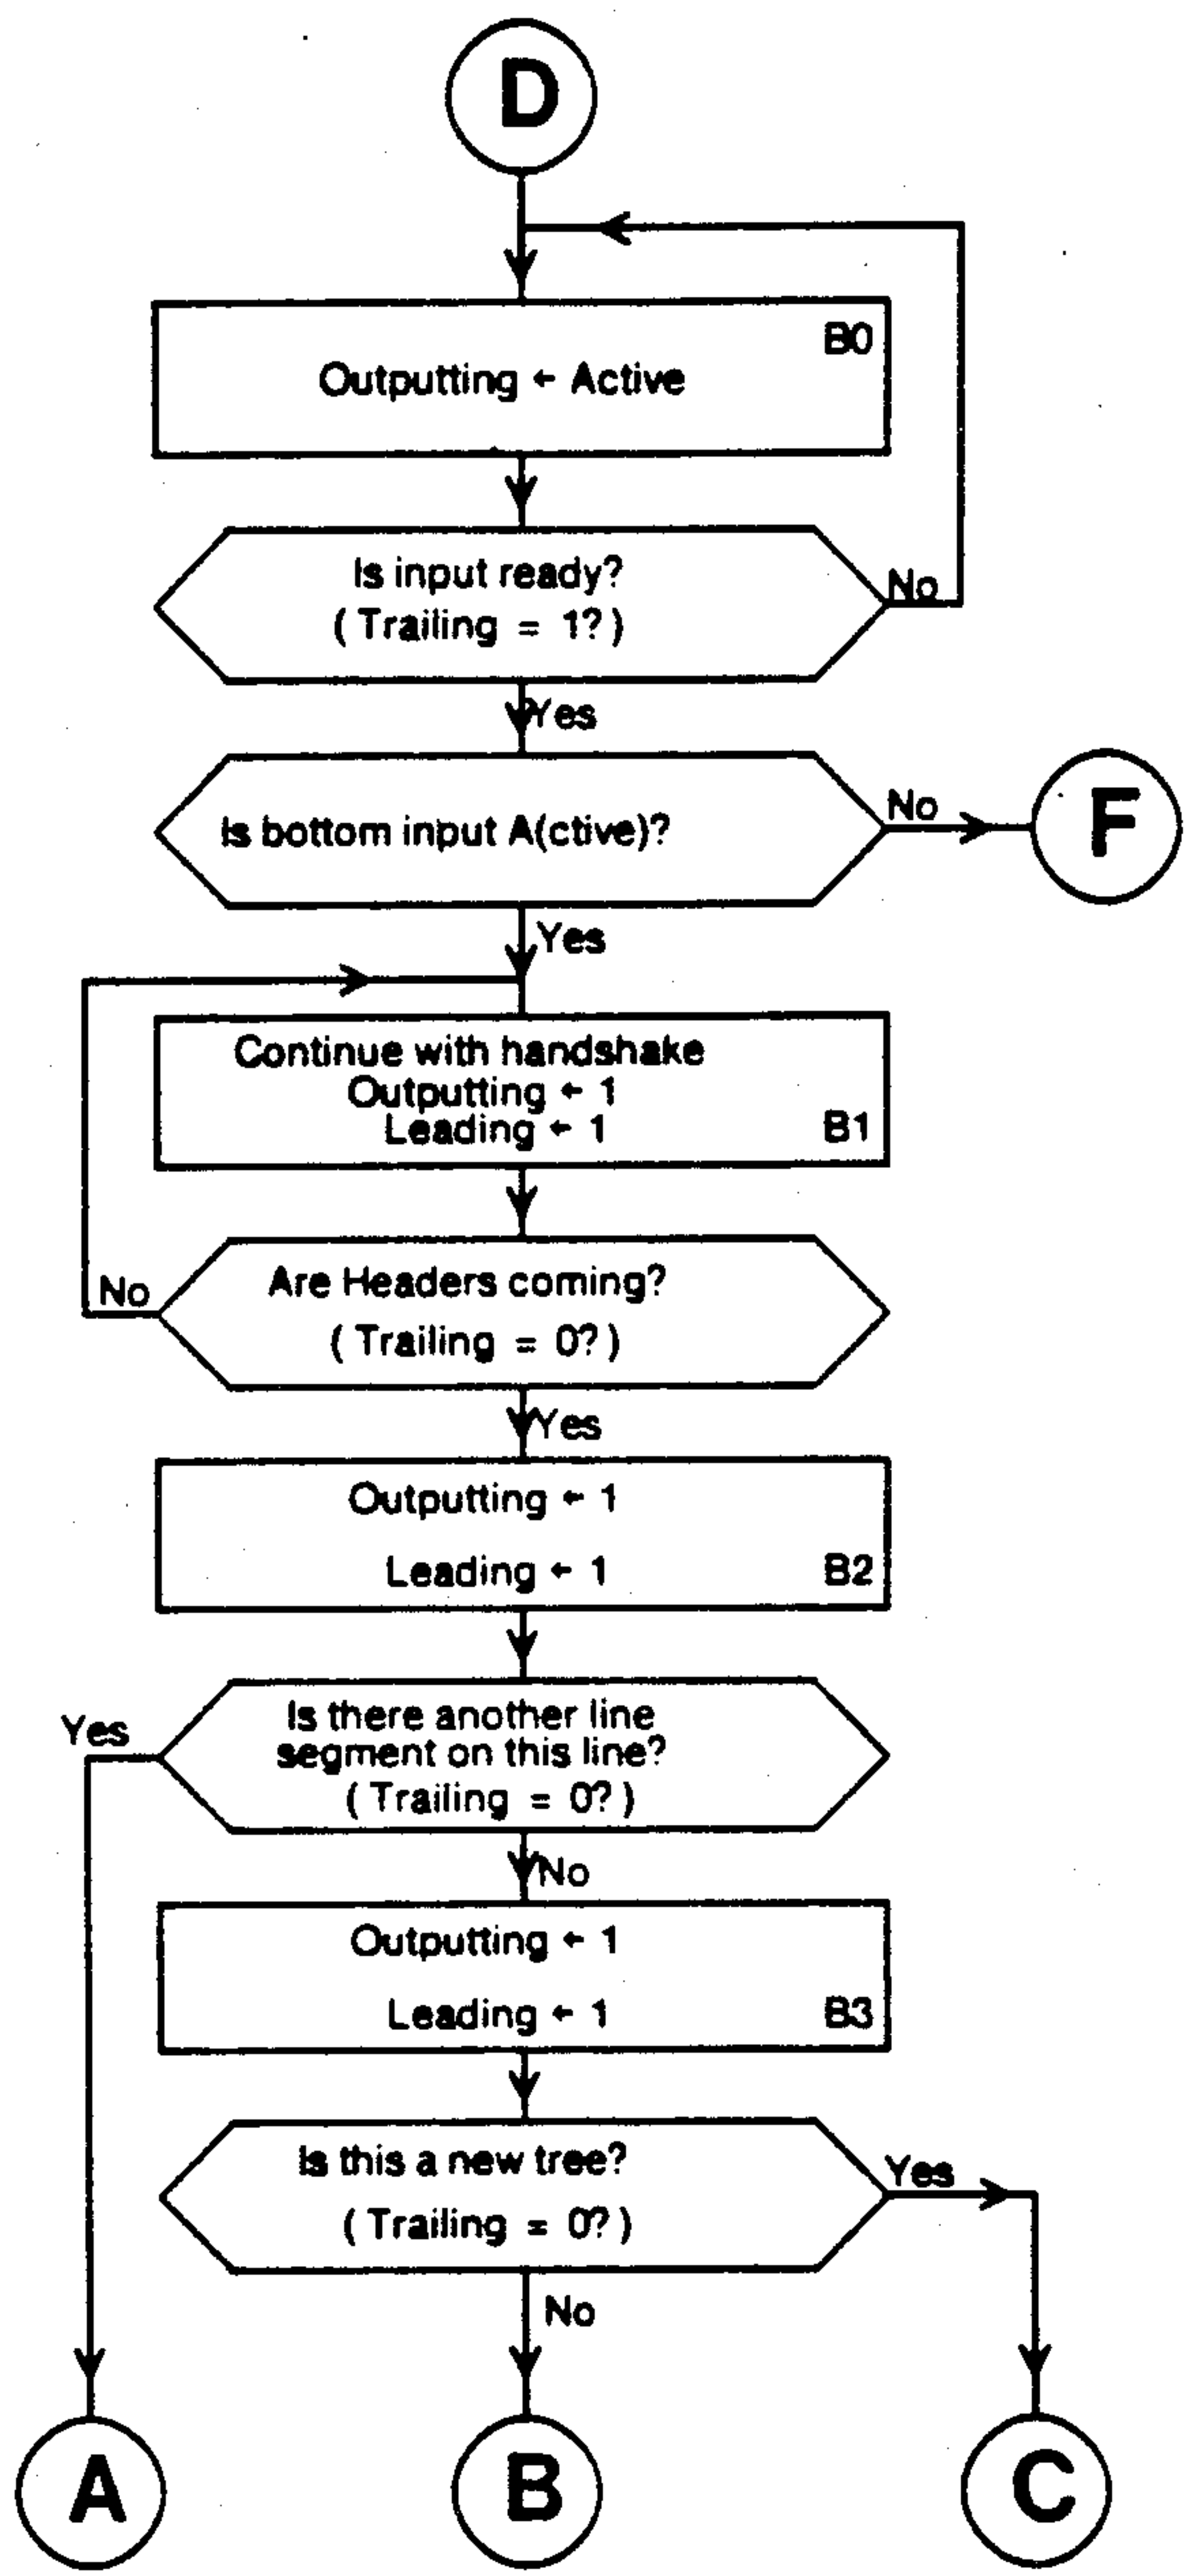 D
B0
Outputting ← Active
Is input ready?
( Trailing = 1? )
No
Yes
Is bottom input A(ctive)?
No
F
Yes
Continue with handshake
Outputting ← 1
Leading ← 1
B1
Are Headers coming?
No
( Trailing = 0? )
Yes
Outputting ← 1
Leading ← 1
B2
Is there another line
Yes
segment on this line?
( Trailing = 0? )
No
Outputting ← 1
Leading ← 1
B3
Is this a new tree?
Yes
( Trailing = 0? )
No
A
B
C